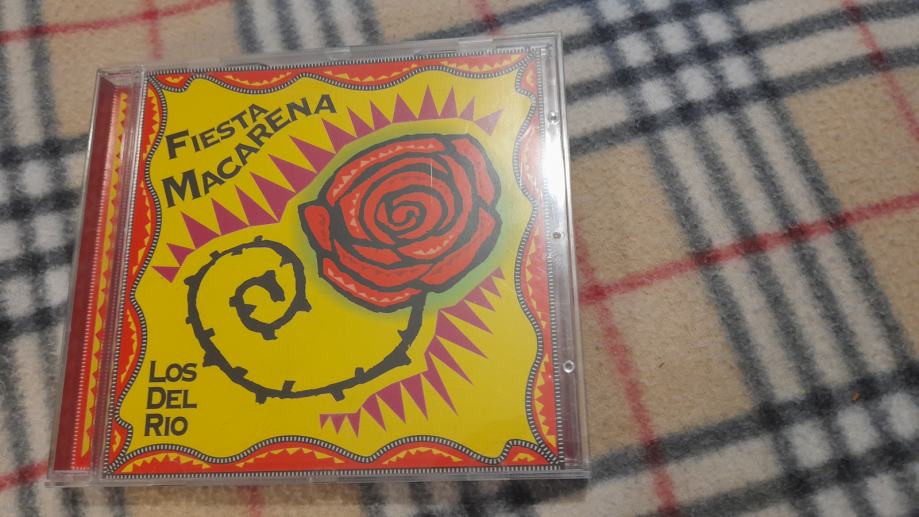 Fiesta
Macarena
Los
Del
Rio